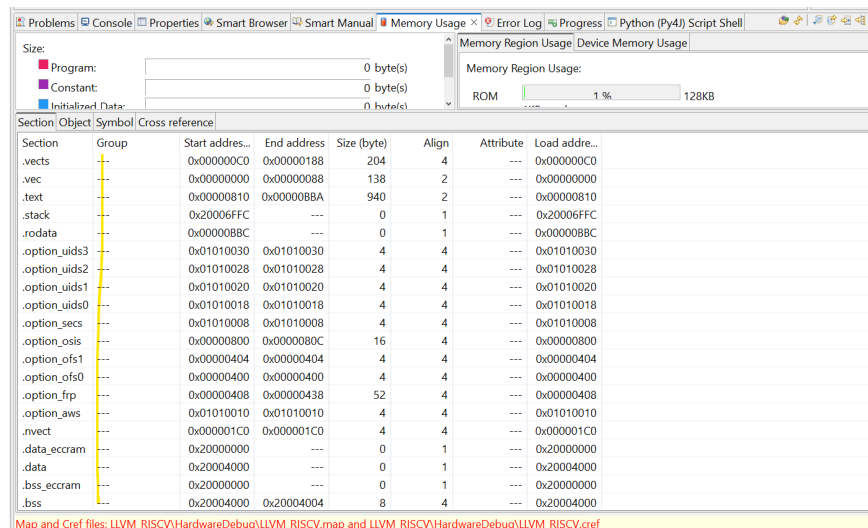 Problems Console Properties Smart Browser Smart Manual Memory Usage × Error Log Progress Python (Py4J) Script Shell
Size:
Program: 0 byte(s)
Constant: 0 byte(s)
Initialized Data: 0 byte(s)
Memory Region Usage Device Memory Usage
Memory Region Usage:
ROM 1 % 128KB
Section Object Symbol Cross reference
Section Group Start addres... End address Size (byte) Align Attribute Load addre...
.vects --- 0x000000C0 0x00000188 204 4 --- 0x000000C0
.vec --- 0x00000000 0x00000088 138 2 --- 0x00000000
.text --- 0x00000810 0x00000BBA 940 2 --- 0x00000810
.stack --- 0x20006FFC --- 0 1 --- 0x20006FFC
.rodata --- 0x00000BBC --- 0 1 --- 0x00000BBC
.option_uids3 --- 0x01010030 0x01010030 4 4 --- 0x01010030
.option_uids2 --- 0x01010028 0x01010028 4 4 --- 0x01010028
.option_uids1 --- 0x01010020 0x01010020 4 4 --- 0x01010020
.option_uids0 --- 0x01010018 0x01010018 4 4 --- 0x01010018
.option_secs --- 0x01010008 0x01010008 4 4 --- 0x01010008
.option_osis --- 0x00000800 0x0000080C 16 4 --- 0x00000800
.option_ofs1 --- 0x00000404 0x00000404 4 4 --- 0x00000404
.option_ofs0 --- 0x00000400 0x00000400 4 4 --- 0x00000400
.option_frp --- 0x00000408 0x00000438 52 4 --- 0x00000408
.option_aws --- 0x01010010 0x01010010 4 4 --- 0x01010010
.nvect --- 0x000001C0 0x000001C0 4 4 --- 0x000001C0
.data_eccram --- 0x20000000 --- 0 1 --- 0x20000000
.data --- 0x20004000 --- 0 1 --- 0x20004000
.bss_eccram --- 0x20000000 --- 0 1 --- 0x20000000
.bss --- 0x20004000 0x20004004 8 4 --- 0x20004000
Map and Cref files: LLVM_RISCV\HardwareDebug\LLVM_RISCV.map and LLVM_RISCV\HardwareDebug\LLVM_RISCV.cref